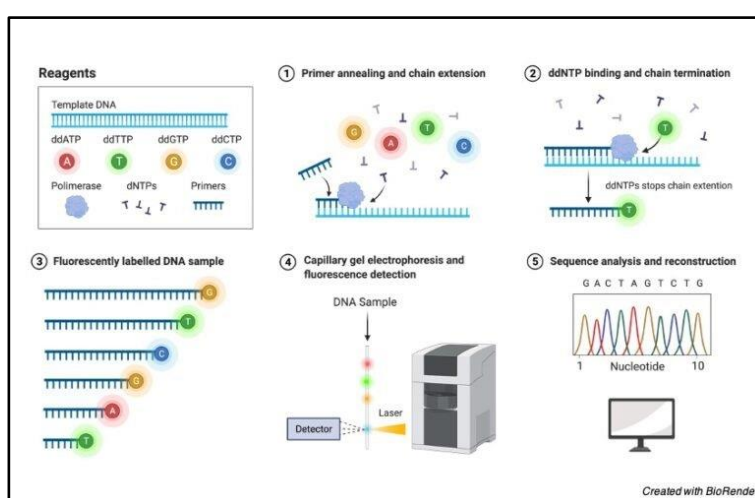 Reagents
Template DNA
ddATP ddTTP ddGTP ddCTP
A T G C
Polimerase dNTPs Primers
1 Primer annealing and chain extension
G A T C
2 ddNTP binding and chain termination
T
ddNTPs stops chain extention
T
3 Fluorescently labelled DNA sample
G
T
C
G
A
T
4 Capillary gel electrophoresis and
fluorescence detection
DNA Sample
Laser
Detector
5 Sequence analysis and reconstruction
G A C T A G T C T G
1 Nucleotide 10
Created with BioRende